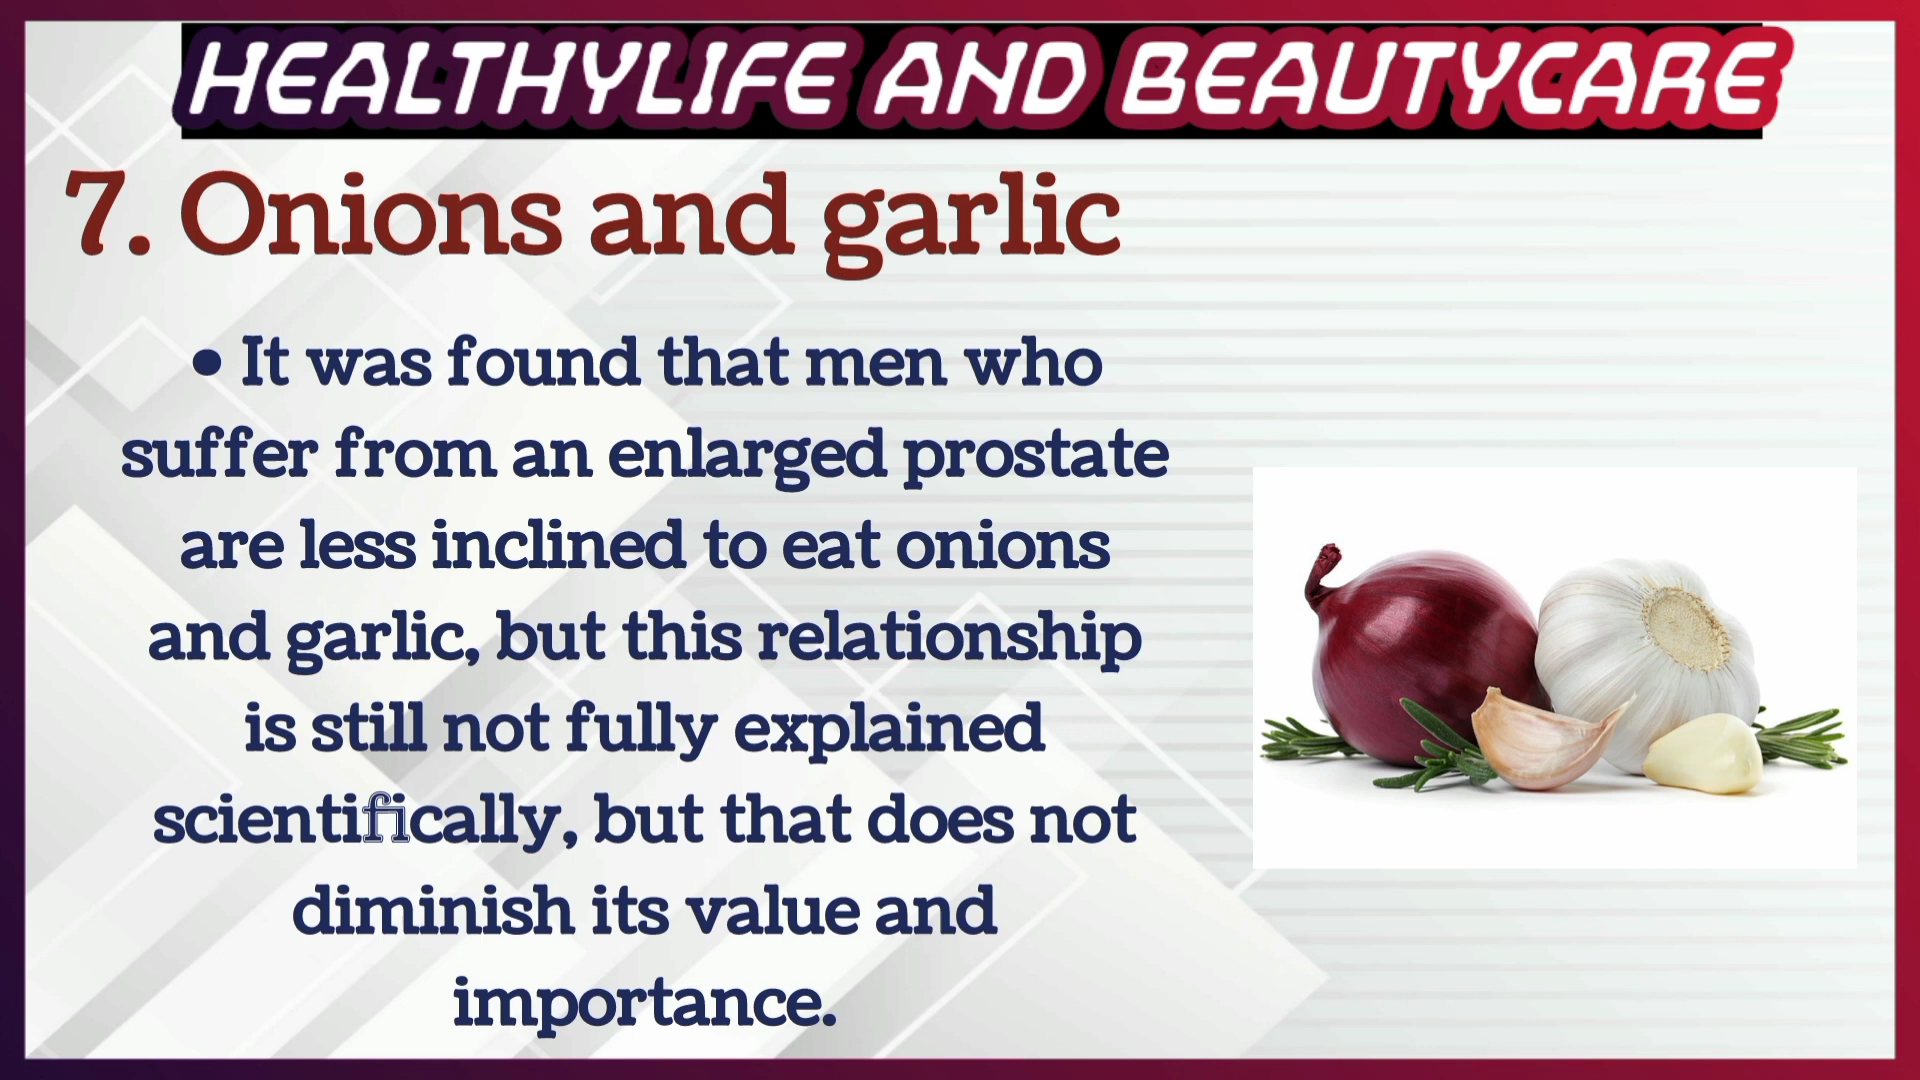 HEALTHYLIFE AND BEAUTYCARE
7. Onions and garlic
• It was found that men who
suffer from an enlarged prostate
are less inclined to eat onions
and garlic, but this relationship
is still not fully explained
scientifically, but that does not
diminish its value and
importance.